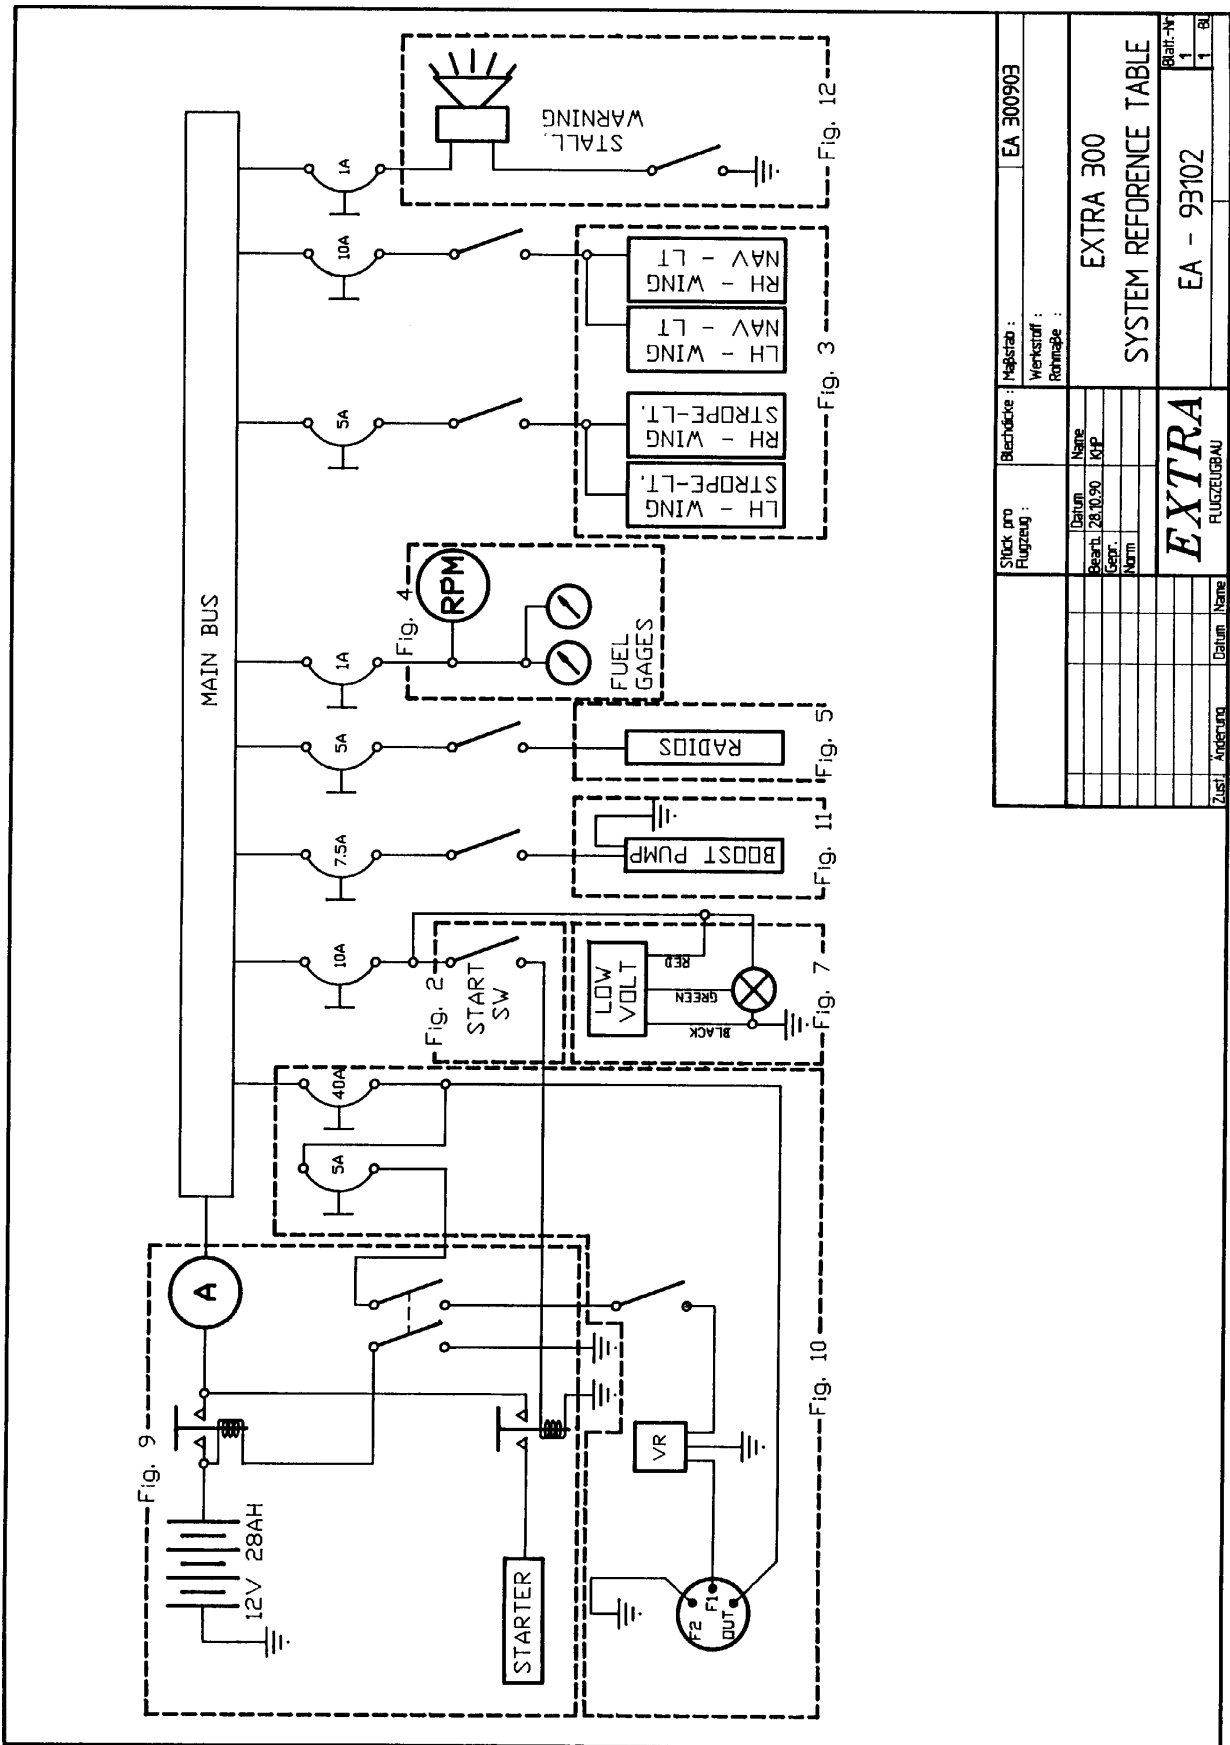 Fig. 9
12V 28AH
A
STARTER
MAIN BUS
5A
40A
10A
7.5A
5A
1A
5A
10A
1A
Fig. 10
VR
F2
F1
OUT
Fig. 2
START
SW
LOW
VOLT
RED
GREEN
BLACK
Fig. 7
BOOST PUMP
Fig. 11
RADIOS
Fig. 5
Fig. 4
RPM
FUEL
GAGES
LH - WING
STROPE-LT.
RH - WING
STROPE-LT.
LH - WING
NAV - LT
RH - WING
NAV - LT
Fig. 3
STALL.
WARNING
Fig. 12
Stück pro
Flugzeug :
Blechdicke :
Maßstab :
EA 300903
Werkstoff :
Rohmaße :
Datum
Name
Bearb.
28.10.90
KHP
Gepr.
Norm
EXTRA 300
SYSTEM REFORENCE TABLE
EXTRA
FLUGZEUGBAU
EA - 93102
Blatt.-Nr
1
1 Bl
Zust.
Änderung
Datum
Name